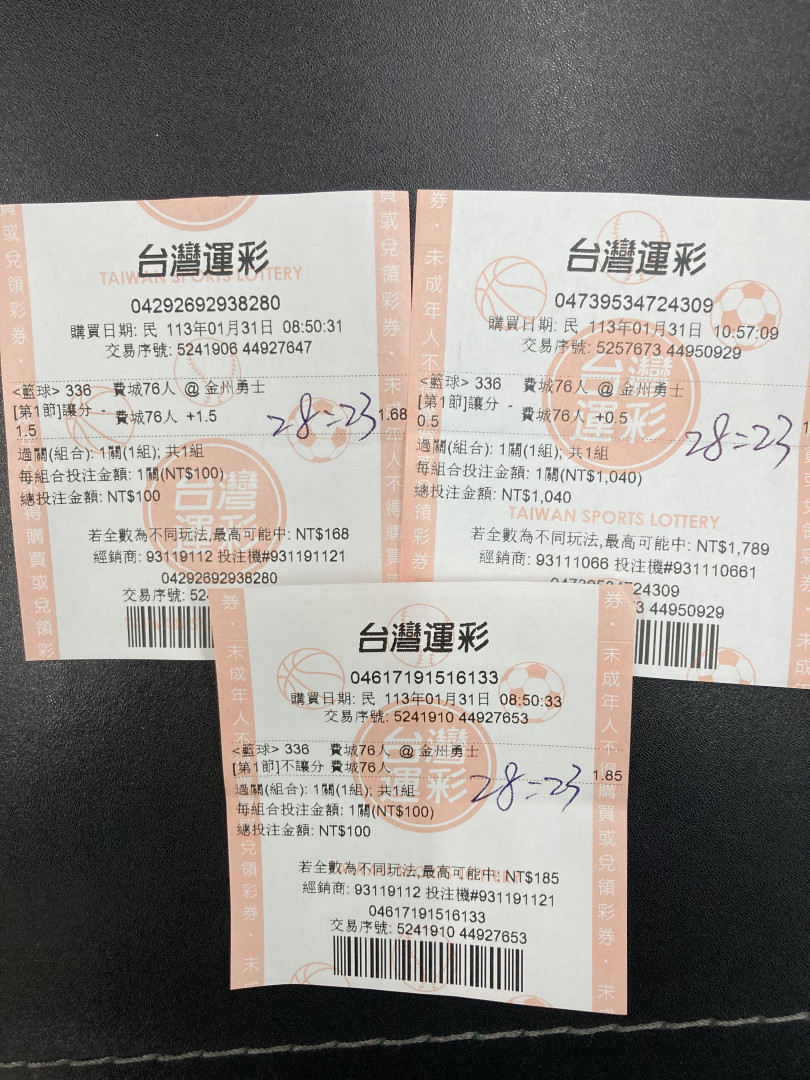 台灣運彩
TAIWAN SPORTS LOTTERY
04292692938280
購買日期: 民 113年01月31日 08:50:31
交易序號: 5241906 44927647
<籃球> 336 費城76人 @ 金州勇士
[第1節]讓分 - 費城76人 +1.5 1.68
1.5
28=23
過關(組合): 1關(1組); 共1組
每組合投注金額: 1關(NT$100)
總投注金額: NT$100
若全數為不同玩法,最高可能中: NT$168
經銷商: 93119112 投注機#931191121
04292692938280
交易序號: 524
台灣運彩
04739534724309
購買日期: 民 113年01月31日 10:57:09
交易序號: 5257673 44950929
<籃球> 336 費城76人 @ 金州勇士
[第1節]讓分 - 費城76人 +0.5
0.5
28=23
過關(組合): 1關(1組); 共1組
每組合投注金額: 1關(NT$1,040)
總投注金額: NT$1,040
TAIWAN SPORTS LOTTERY
若全數為不同玩法,最高可能中: NT$1,789
經銷商: 93111066 投注機#931110661
04739534724309
73 44950929
台灣運彩
04617191516133
購買日期: 民 113年01月31日 08:50:33
交易序號: 5241910 44927653
<籃球> 336 費城76人 @ 金州勇士
[第1節]不讓分 費城76人 1.85
28=23
過關(組合): 1關(1組); 共1組
每組合投注金額: 1關(NT$100)
總投注金額: NT$100
若全數為不同玩法,最高可能中: NT$185
經銷商: 93119112 投注機#931191121
04617191516133
交易序號: 5241910 44927653